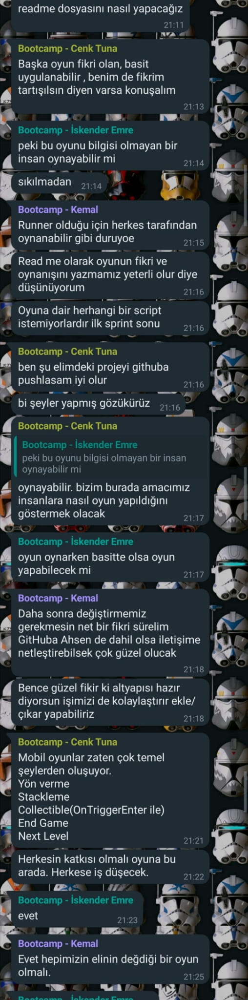 readme dosyasını nasıl yapacağız
21:11
Bootcamp - Cenk Tuna
Başka oyun fikri olan, basit
uygulanabilir , benim de fikrim
tartışılsın diyen varsa konuşalım
21:13
Bootcamp - İskender Emre
peki bu oyunu bilgisi olmayan bir
insan oynayabilir mi
21:14
sıkılmadan 21:14
Bootcamp - Kemal
Runner olduğu için herkes tarafından
oynanabilir gibi duruyoe
21:15
Read me olarak oyunun fikri ve
oynanışını yazmamız yeterli olur diye
düşünüyorum
21:16
Oyuna dair herhangi bir script
istemiyorlardır ilk sprint sonu
21:16
Bootcamp - Cenk Tuna
ben şu elimdeki projeyi githuba
pushlasam iyi olur
21:16
bi şeyler yapmış gözükürüz 21:16
Bootcamp - Cenk Tuna
Bootcamp - İskender Emre
peki bu oyunu bilgisi olmayan bir insan
oynayabilir mi
oynayabilir. bizim burada amacımız
insanlara nasıl oyun yapıldığını
göstermek olacak
21:17
Bootcamp - İskender Emre
oyun oynarken basitte olsa oyun
yapabilecek mi
21:17
Bootcamp - Kemal
Daha sonra değiştirmemiz
gerekmesin net bir fikri sürelim
GitHuba Ahsen de dahil olsa iletişime
netleştirebilsek çok güzel olucak
21:18
Bence güzel fikir ki altyapısı hazır
diyorsun işimizi de kolaylaştırır ekle/
çıkar yapabiliriz
21:18
Bootcamp - Cenk Tuna
Mobil oyunlar zaten çok temel
şeylerden oluşuyor.
Yön verme
Stackleme
Collectible(OnTriggerEnter ile)
End Game
Next Level
21:21
Herkesin katkısı olmalı oyuna bu
arada. Herkese iş düşecek.
21:22
Bootcamp - İskender Emre
evet
21:23
Bootcamp - Kemal
Evet hepimizin elinin değdiği bir oyun
olmalı.
21:25
Bootcamp - İskender Emre